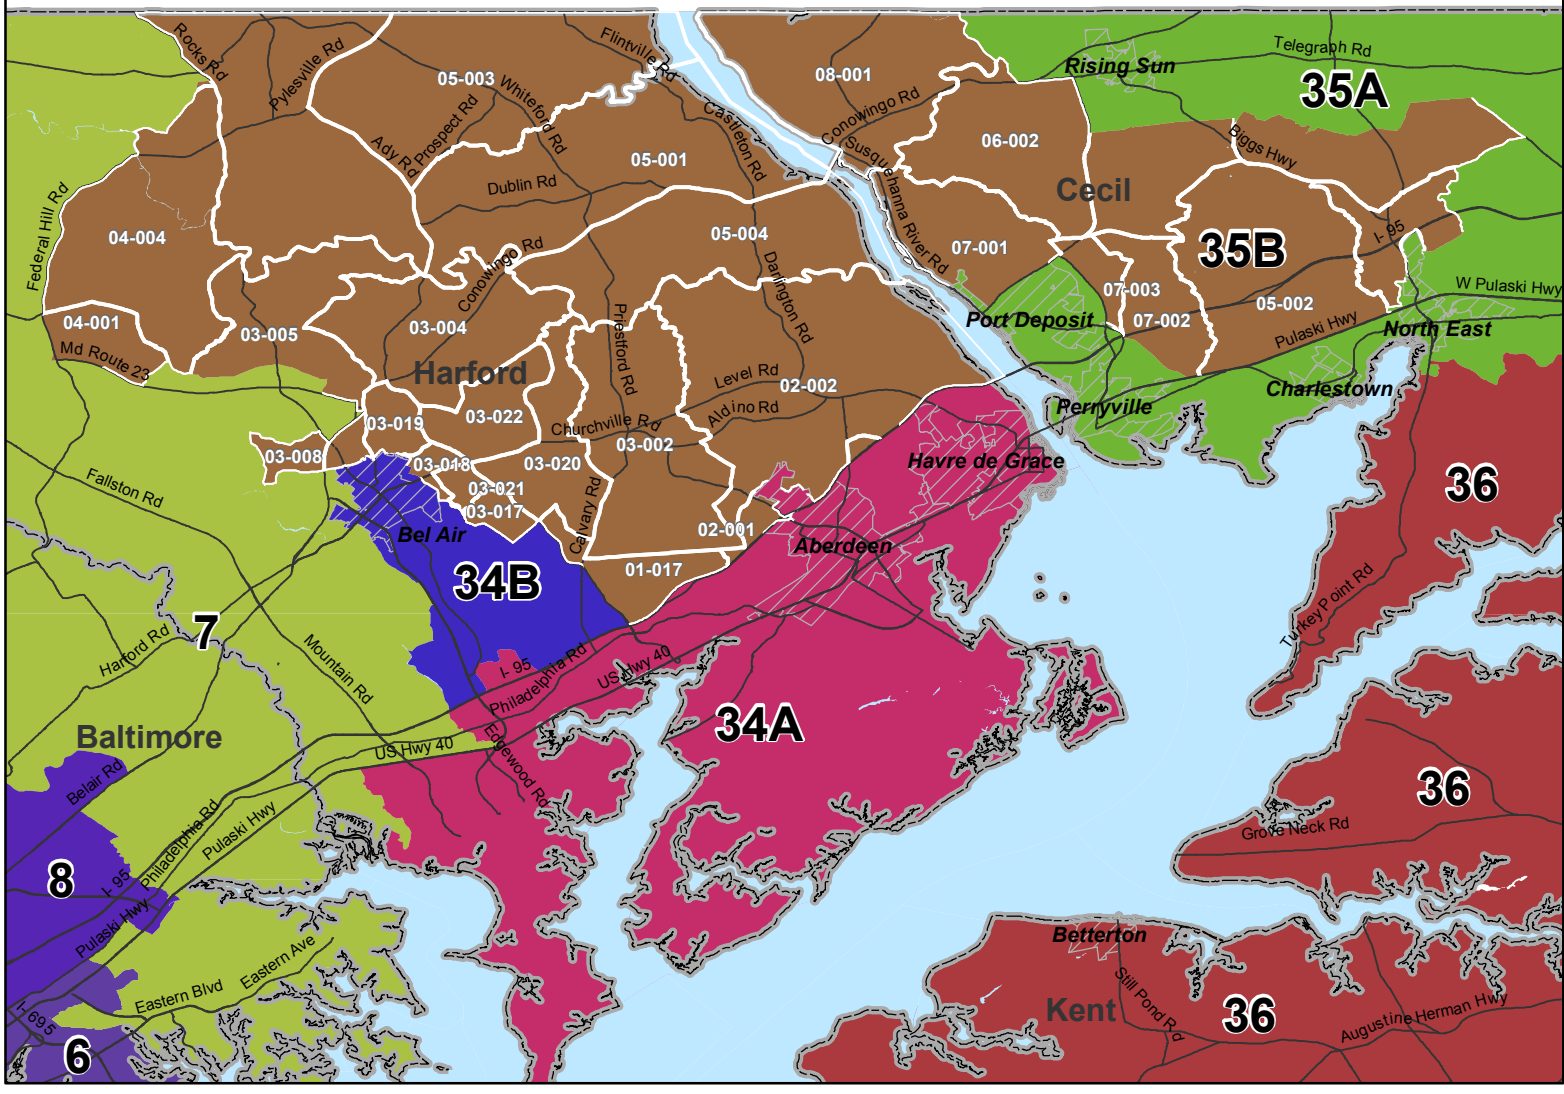 Rocks Rd
Pylesville Rd
05-003
Whiteford Rd
Flintville Rd
08-001
Rising Sun
Telegraph Rd
35A
Ady Rd
Prospect Rd
Castleton Rd
Conowingo Rd
Susquehanna River Rd
06-002
Biggs Hwy
05-001
Dublin Rd
Cecil
Federal Hill Rd
04-004
05-004
Conowingo Rd
07-001
35B
I- 95
Darlington Rd
07-003
05-002
W Pulaski Hwy
04-001
03-005
03-004
Priestford Rd
Port Deposit
07-002
Pulaski Hwy
North East
Md Route 23
Harford
Level Rd
02-002
Charlestown
Aldino Rd
Perryville
03-019
03-022
Churchville Rd
03-002
03-008
03-018
03-020
Havre de Grace
Fallston Rd
03-021
36
03-017
Calvary Rd
02-001
Bel Air
Aberdeen
34B
01-017
7
Harford Rd
Mountain Rd
I- 95
Philadelphia Rd
US Hwy 40
Turkey Point Rd
34A
Baltimore
US Hwy 40
Edgewood Rd
Belair Rd
36
Philadelphia Rd
Pulaski Hwy
Grove Neck Rd
8
I- 95
Pulaski Hwy
Betterton
Eastern Ave
Eastern Blvd
Still Pond Rd
Kent
36
Augustine Herman Hwy
I-695
6